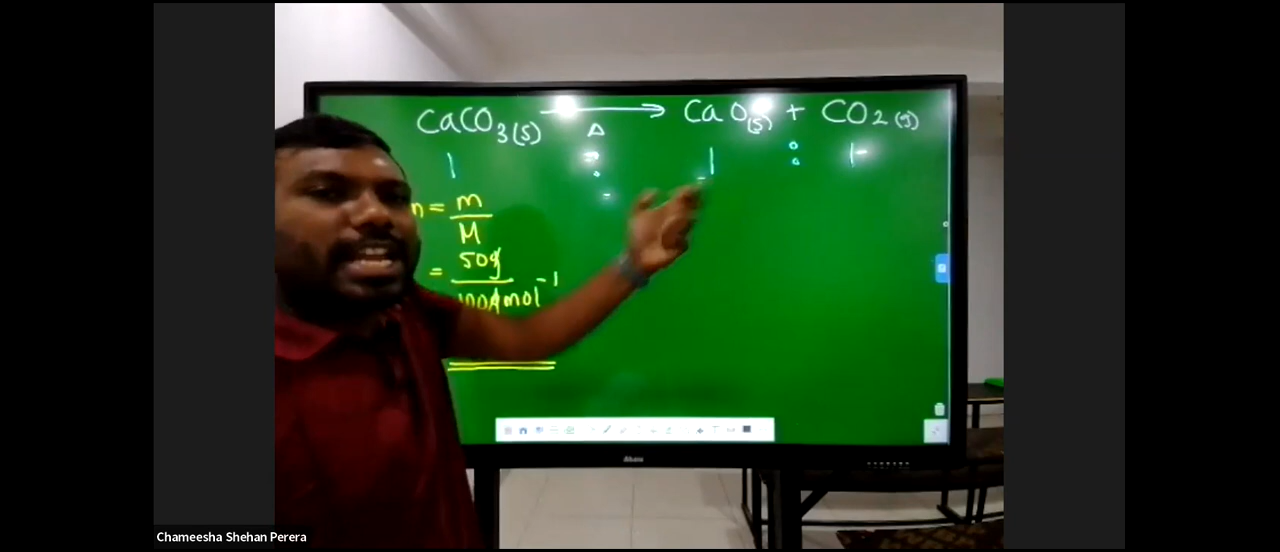 CaCO3(s) → CaO(s) + CO2(g)
Δ
1 : 1 : 1
n = m
M
= 50g
100gmol⁻¹
Chameesha Shehan Perera